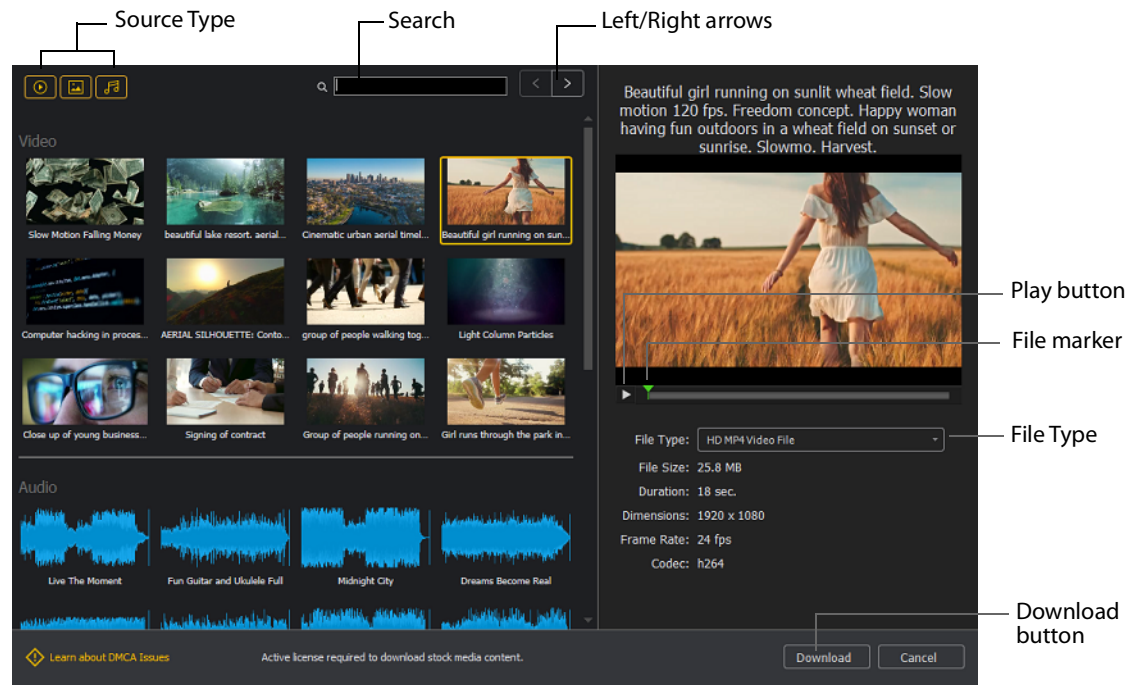 Source Type
Search
Left/Right arrows
Video
Slow Motion Falling Money
beautiful lake resort. aerial...
Cinematic urban aerial timel...
Beautiful girl running on sun...
Computer hacking in proces...
AERIAL SILHOUETTE: Conto...
group of people walking tog...
Light Column Particles
Close up of young business...
Signing of contract
Group of people running on...
Girl runs through the park in...
Audio
Live The Moment
Fun Guitar and Ukulele Full
Midnight City
Dreams Become Real
Beautiful girl running on sunlit wheat field. Slow
motion 120 fps. Freedom concept. Happy woman
having fun outdoors in a wheat field on sunset or
sunrise. Slowmo. Harvest.
Play button
File marker
File Type: HD MP4 Video File
File Type
File Size: 25.8 MB
Duration: 18 sec.
Dimensions: 1920 x 1080
Frame Rate: 24 fps
Codec: h264
Download
button
Learn about DMCA Issues
Active license required to download stock media content.
Download
Cancel